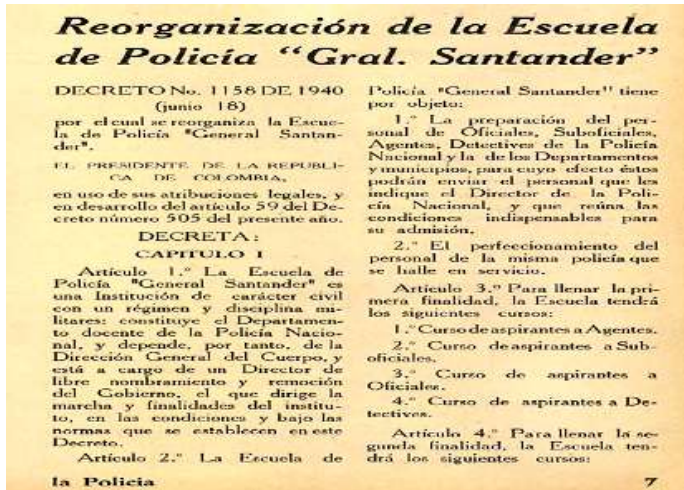 Reorganización de la Escuela
de Policía “Gral. Santander”
DECRETO No. 1158 DE 1940
(junio 18)
por el cual se reorganiza la Escue-
la de Policía "General Santan-
der".
EL PRESIDENTE DE LA REPUBLI-
CA DE COLOMBIA,
en uso de sus atribuciones legales, y
en desarrollo del artículo 59 del De-
creto número 505 del presente año.
DECRETA:
CAPITULO I
Artículo 1.° La Escuela de
Policía "General Santander" es
una Institución de carácter civil
con un régimen y disciplina mi-
litares: constituye el Departamen-
to docente de la Policía Nacio-
nal, y depende, por tanto, de la
Dirección General del Cuerpo, y
está a cargo de un Director de
libre nombramiento y remoción
del Gobierno, el que dirige la
marcha y finalidades del institu-
to, en las condiciones y bajo las
normas que se establecen en este
Decreto.
Artículo 2.° La Escuela de
Policía "General Santander" tiene
por objeto:
1.° La preparación del per-
sonal de Oficiales, Suboficiales,
Agentes, Detectives de la Policía
Nacional y la de los Departamentos
y municipios, para cuyo efecto éstos
podrán enviar el personal que les
indique el Director de la Poli-
cía Nacional, y que reúna las
condiciones indispensables para
su admisión.
2.° El perfeccionamiento del
personal de la misma policía que
se halle en servicio.
Artículo 3.° Para llenar la pri-
mera finalidad, la Escuela tendrá
los siguientes cursos:
1.° Curso de aspirantes a Agentes.
2.° Curso de aspirantes a Sub-
oficiales.
3.° Curso de aspirantes a
Oficiales.
4.° Curso de aspirantes a De-
tectives.
Artículo 4.° Para llenar la se-
gunda finalidad, la Escuela ten-
drá los siguientes cursos:
la Policia 7